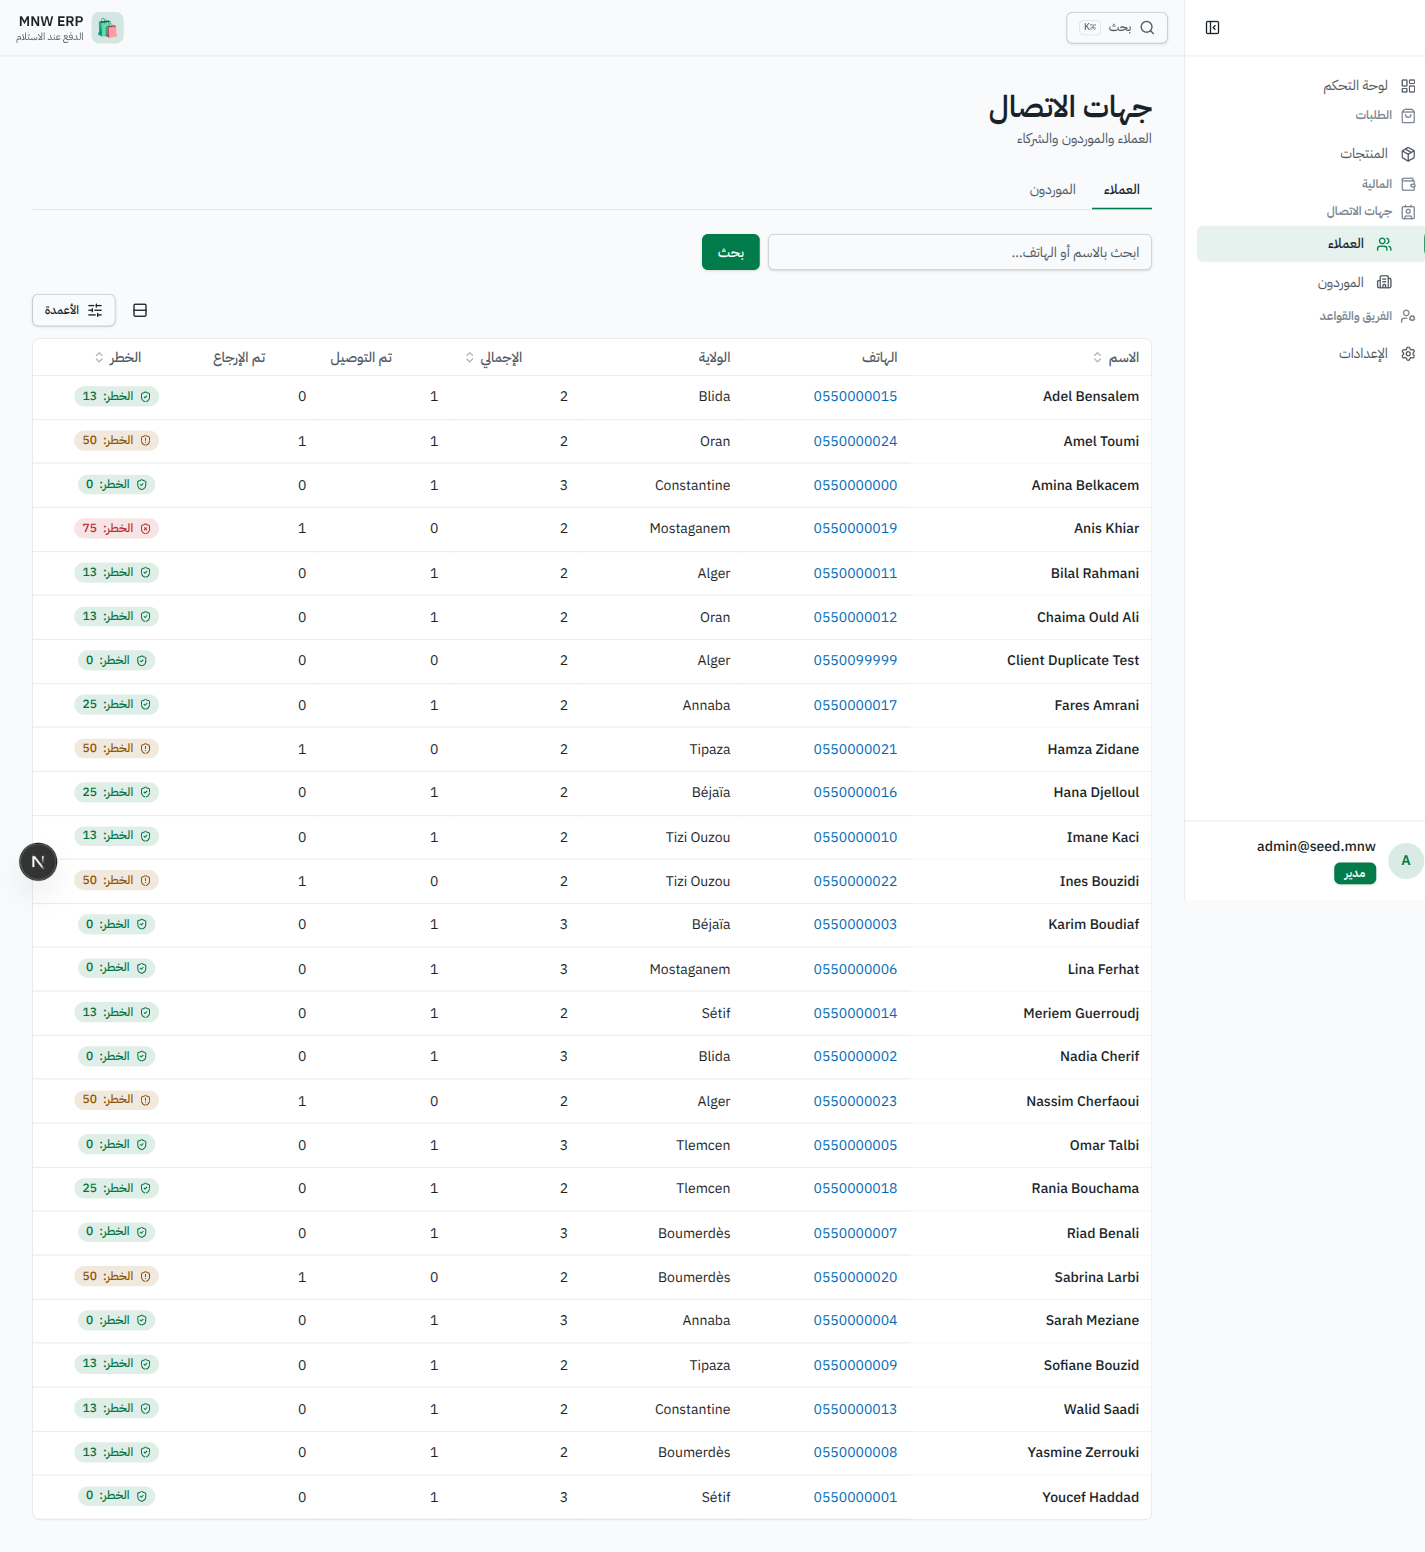 MNW ERP
الدفع عند الاستلام
بحث
⌘K
لوحة التحكم
الطلبات
المنتجات
المالية
جهات الاتصال
العملاء
الموردون
الفريق والقواعد
الإعدادات
admin@seed.mnw
مدير
A
جهات الاتصال
العملاء والموردون والشركاء
العملاء الموردون
ابحث بالاسم أو الهاتف...
بحث
الأعمدة
الاسم الهاتف الولاية الإجمالي تم التوصيل تم الإرجاع الخطر
Adel Bensalem 0550000015 Blida 2 1 0 الخطر: 13
Amel Toumi 0550000024 Oran 2 1 1 الخطر: 50
Amina Belkacem 0550000000 Constantine 3 1 0 الخطر: 0
Anis Khiar 0550000019 Mostaganem 2 0 1 الخطر: 75
Bilal Rahmani 0550000011 Alger 2 1 0 الخطر: 13
Chaima Ould Ali 0550000012 Oran 2 1 0 الخطر: 13
Client Duplicate Test 0550099999 Alger 2 0 0 الخطر: 0
Fares Amrani 0550000017 Annaba 2 1 0 الخطر: 25
Hamza Zidane 0550000021 Tipaza 2 0 1 الخطر: 50
Hana Djelloul 0550000016 Béjaïa 2 1 0 الخطر: 25
Imane Kaci 0550000010 Tizi Ouzou 2 1 0 الخطر: 13
Ines Bouzidi 0550000022 Tizi Ouzou 2 0 1 الخطر: 50
Karim Boudiaf 0550000003 Béjaïa 3 1 0 الخطر: 0
Lina Ferhat 0550000006 Mostaganem 3 1 0 الخطر: 0
Meriem Guerroudj 0550000014 Sétif 2 1 0 الخطر: 13
Nadia Cherif 0550000002 Blida 3 1 0 الخطر: 0
Nassim Cherfaoui 0550000023 Alger 2 0 1 الخطر: 50
Omar Talbi 0550000005 Tlemcen 3 1 0 الخطر: 0
Rania Bouchama 0550000018 Tlemcen 2 1 0 الخطر: 25
Riad Benali 0550000007 Boumerdès 3 1 0 الخطر: 0
Sabrina Larbi 0550000020 Boumerdès 2 0 1 الخطر: 50
Sarah Meziane 0550000004 Annaba 3 1 0 الخطر: 0
Sofiane Bouzid 0550000009 Tipaza 2 1 0 الخطر: 13
Walid Saadi 0550000013 Constantine 2 1 0 الخطر: 13
Yasmine Zerrouki 0550000008 Boumerdès 2 1 0 الخطر: 13
Youcef Haddad 0550000001 Sétif 3 1 0 الخطر: 0
N